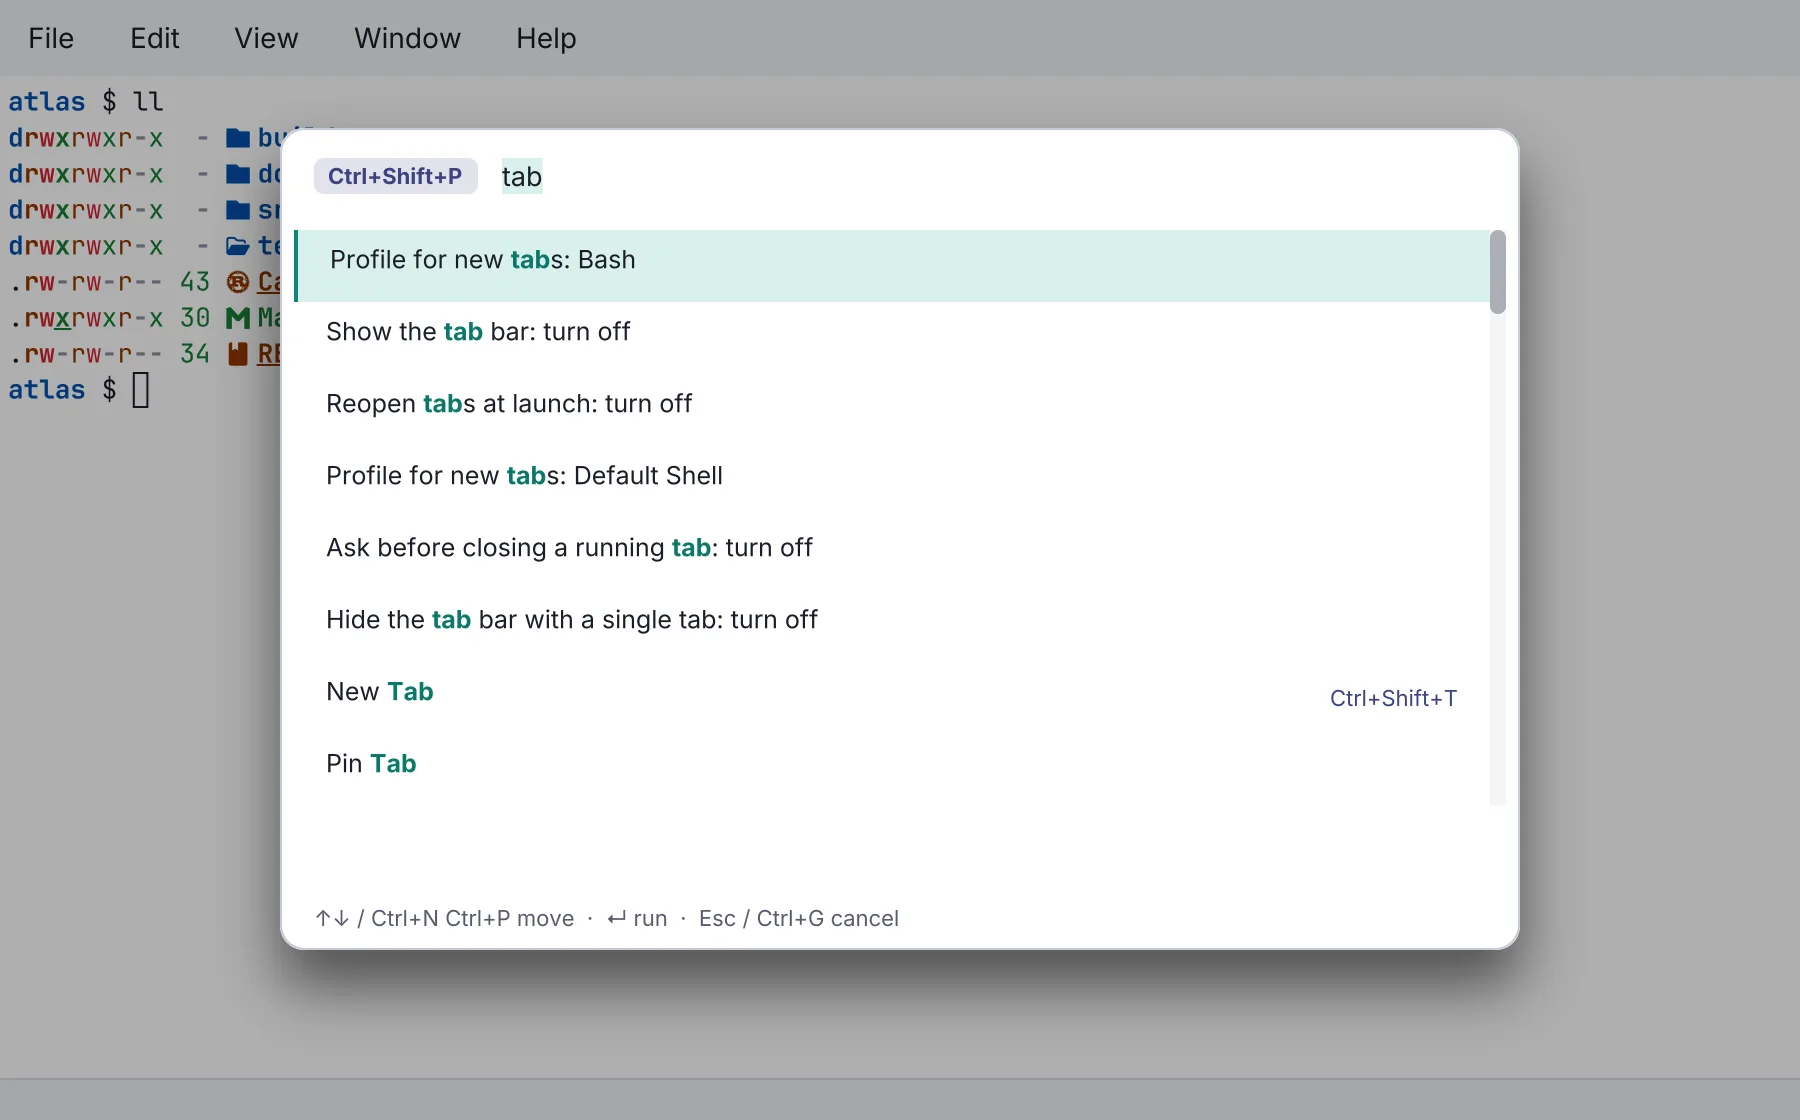 File Edit View Window Help
atlas $ ll
drwxrwxr-x -
drwxrwxr-x -
drwxrwxr-x -
drwxrwxr-x -
.rw-rw-r-- 43
.rwxrwxr-x 30
.rw-rw-r-- 34
atlas $
Ctrl+Shift+P tab
Profile for new tabs: Bash
Show the tab bar: turn off
Reopen tabs at launch: turn off
Profile for new tabs: Default Shell
Ask before closing a running tab: turn off
Hide the tab bar with a single tab: turn off
New Tab Ctrl+Shift+T
Pin Tab
↑↓ / Ctrl+N Ctrl+P move · ↵ run · Esc / Ctrl+G cancel